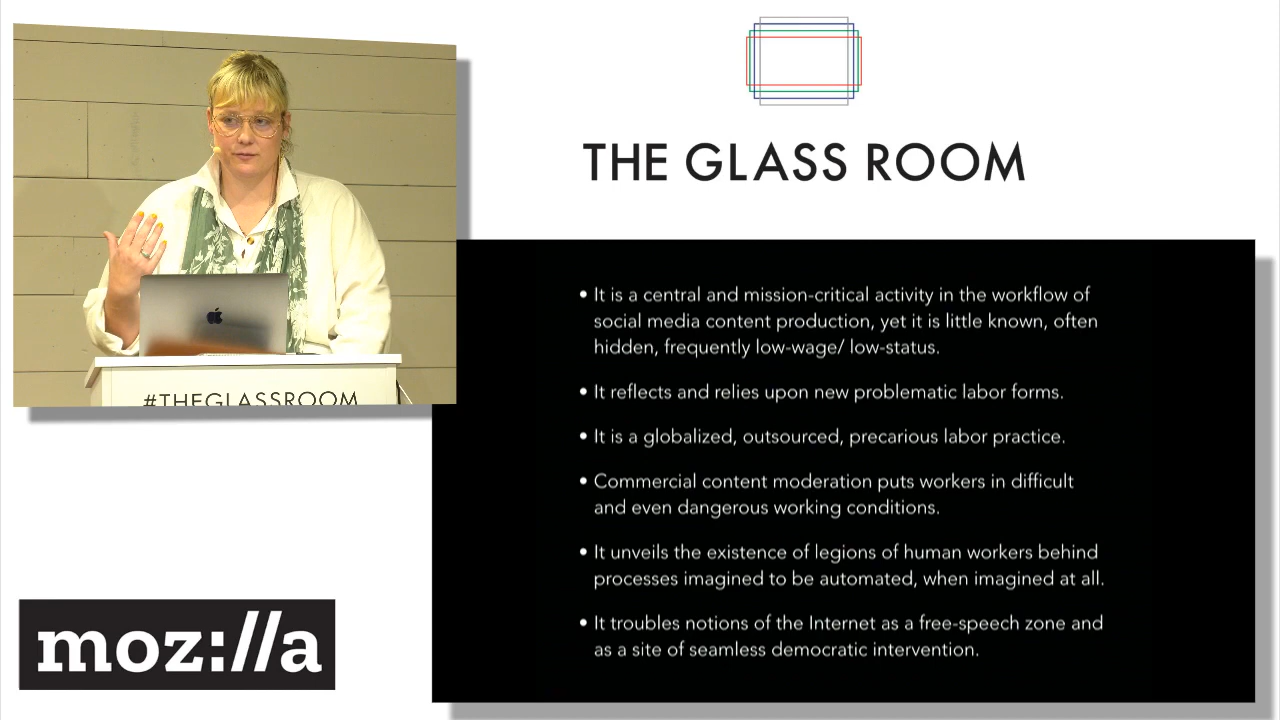 THE GLASS ROOM
#THEGLASSROOM
• It is a central and mission-critical activity in the workflow of
social media content production, yet it is little known, often
hidden, frequently low-wage/ low-status.
• It reflects and relies upon new problematic labor forms.
• It is a globalized, outsourced, precarious labor practice.
• Commercial content moderation puts workers in difficult
and even dangerous working conditions.
• It unveils the existence of legions of human workers behind
processes imagined to be automated, when imagined at all.
• It troubles notions of the Internet as a free-speech zone and
as a site of seamless democratic intervention.
moz://a